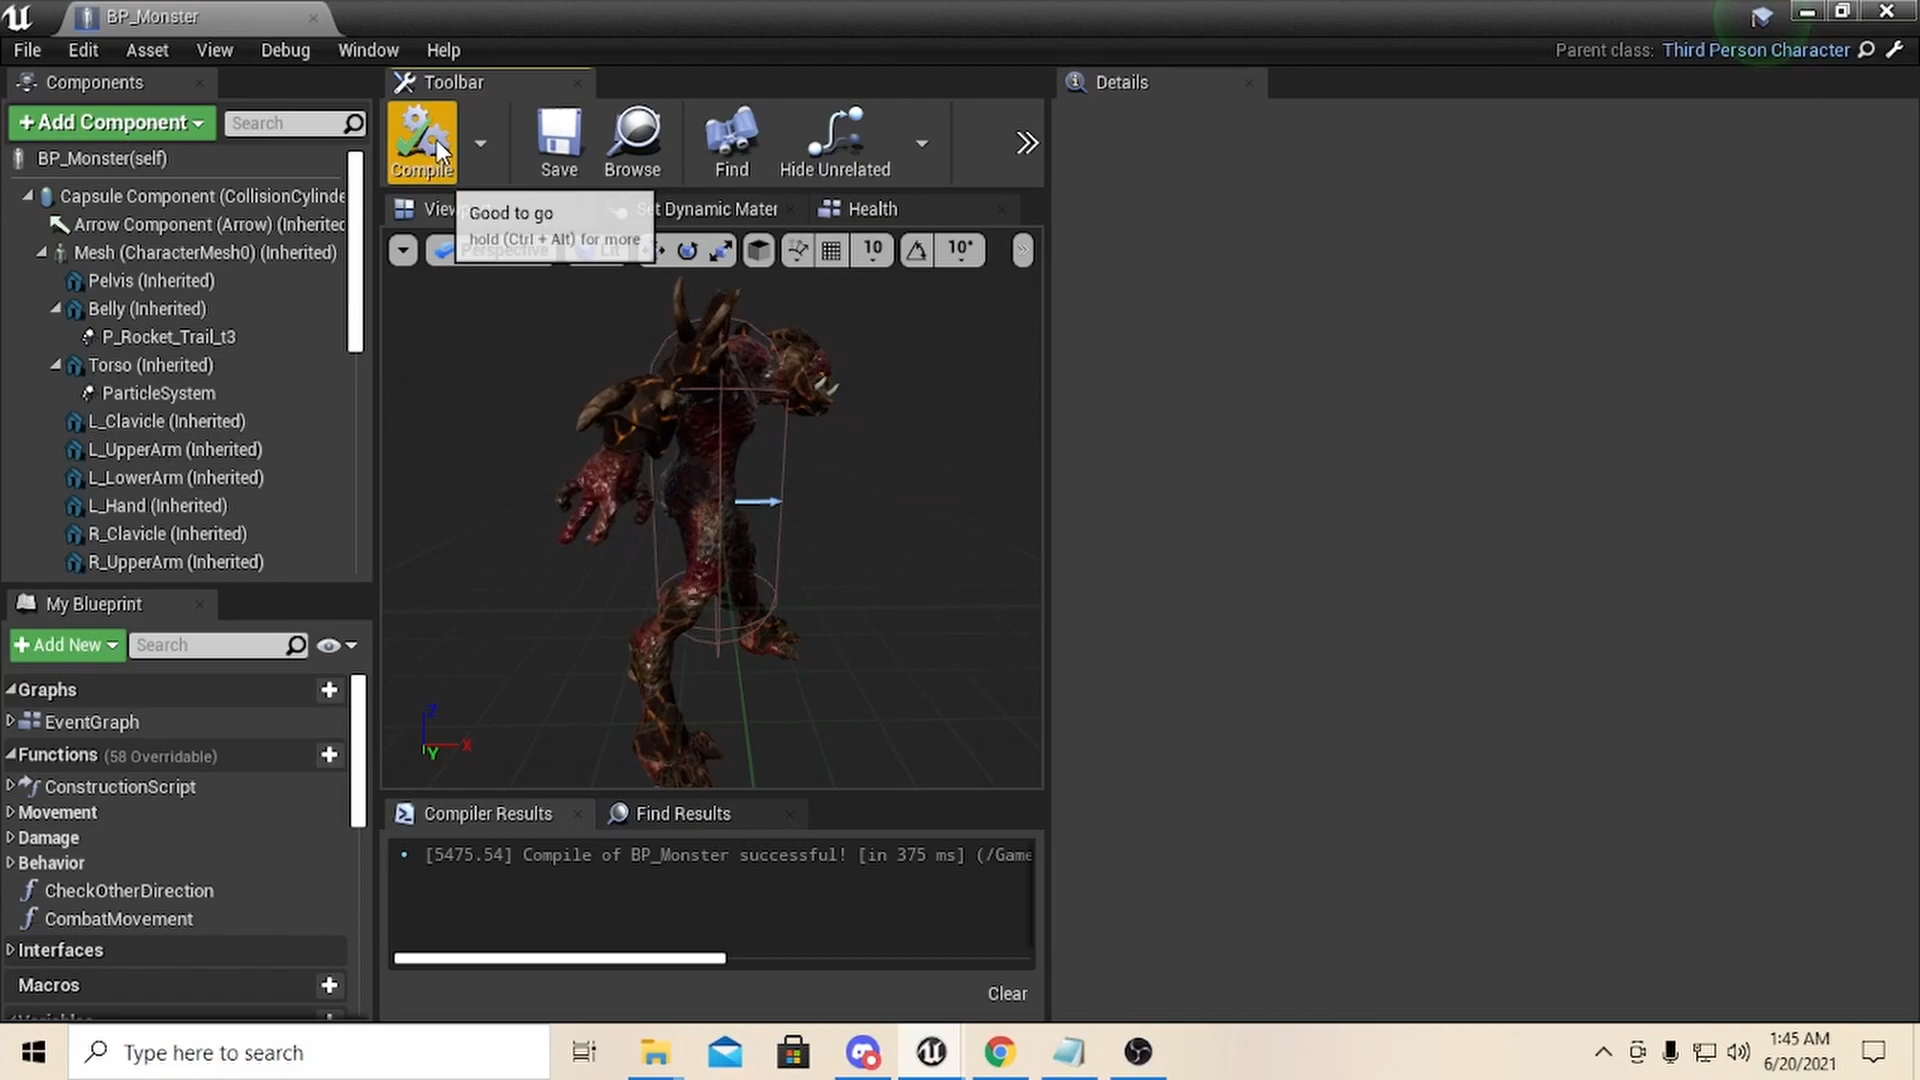 BP_Monster
File Edit Asset View Debug Window Help
Parent class: Third Person Character
Components
Toolbar
Details
+Add Component
Search
Compile
Save
Browse
Find
Hide Unrelated
BP_Monster(self)
Capsule Component (CollisionCylinde
Arrow Component (Arrow) (Inherited
Mesh (CharacterMesh0) (Inherited)
Pelvis (Inherited)
Belly (Inherited)
P_Rocket_Trail_t3
Torso (Inherited)
ParticleSystem
L_Clavicle (Inherited)
L_UpperArm (Inherited)
L_LowerArm (Inherited)
L_Hand (Inherited)
R_Clavicle (Inherited)
R_UpperArm (Inherited)
Good to go
hold (Ctrl + Alt) for more
Set Dynamic Mater
Health
Perspective
Lit
10
10°
Z
X
Y
My Blueprint
+Add New
Search
Graphs
EventGraph
Functions (58 Overridable)
ConstructionScript
Movement
Damage
Behavior
CheckOtherDirection
CombatMovement
Interfaces
Macros
Compiler Results
Find Results
[5475.54] Compile of BP_Monster successful! [in 375 ms] (/Game
Clear
Type here to search
1:45 AM
6/20/2021